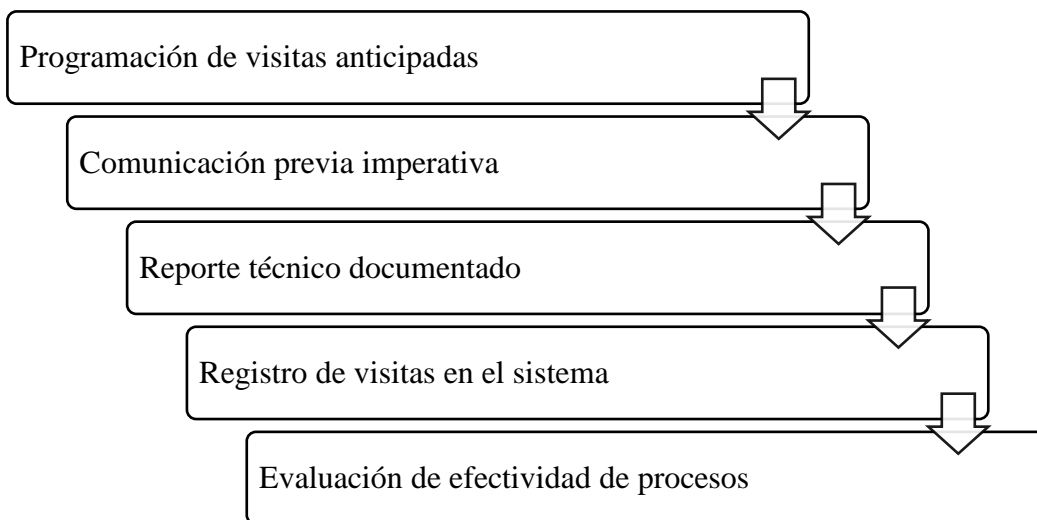 Programación de visitas anticipadas
Comunicación previa imperativa
Reporte técnico documentado
Registro de visitas en el sistema
Evaluación de efectividad de procesos